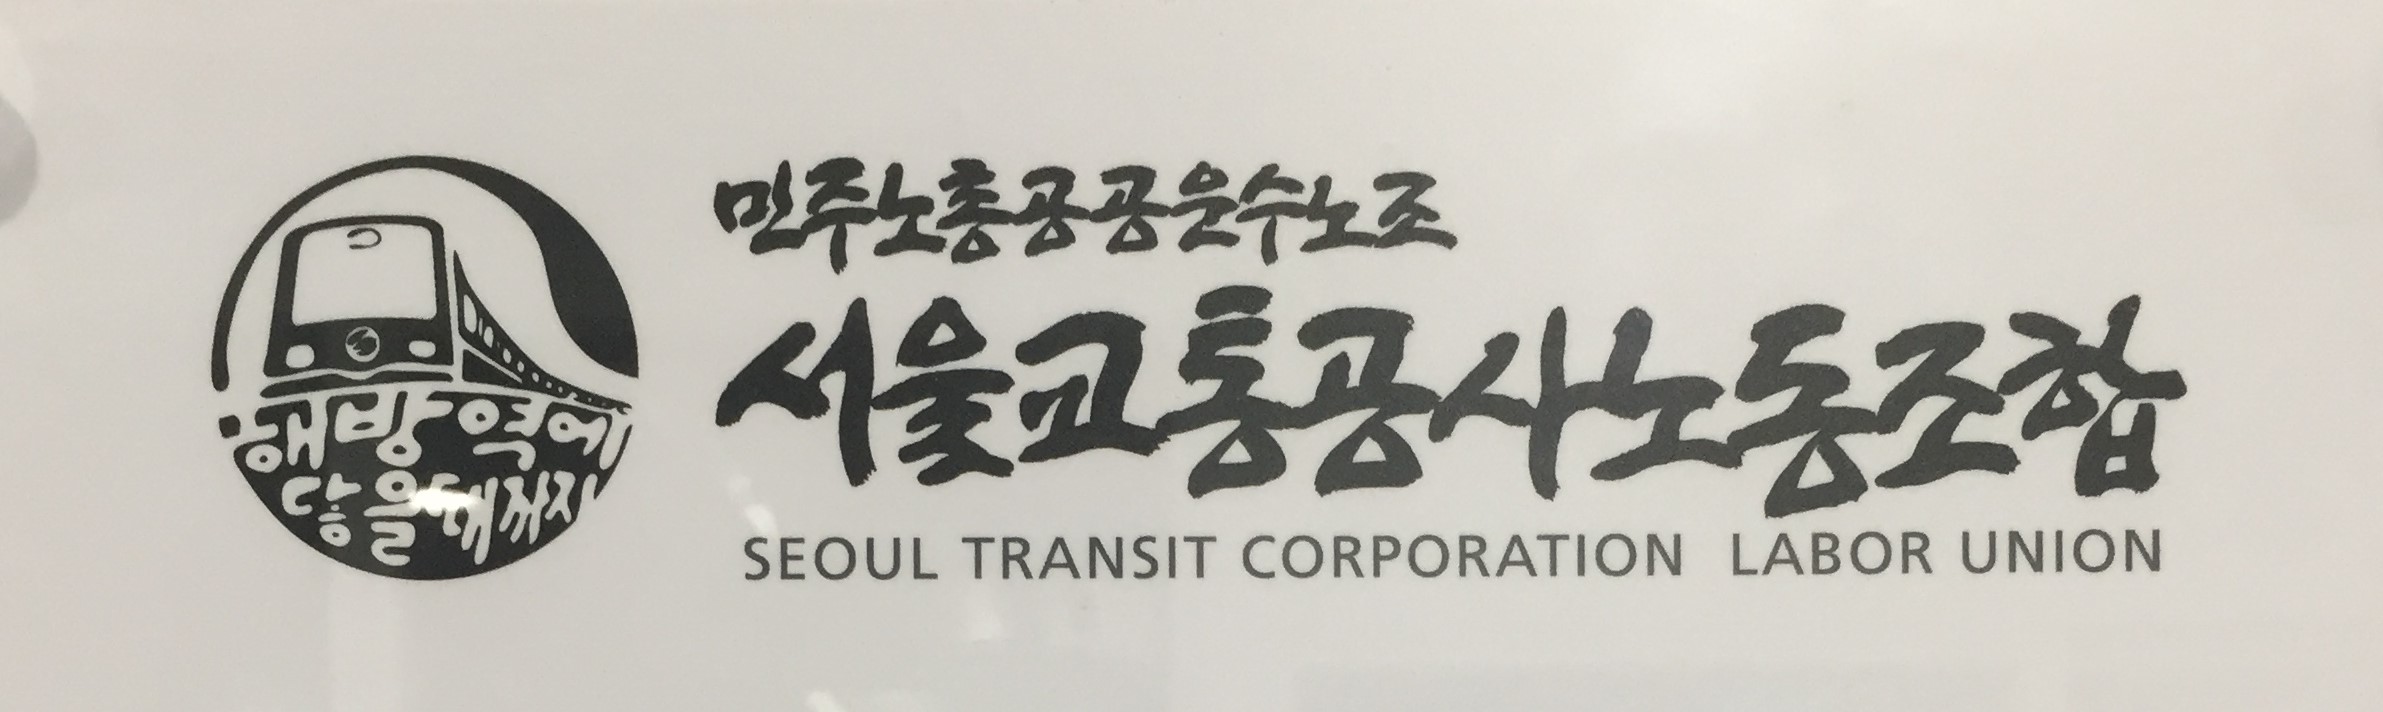 해방역에
닿을때까지
민주노총공공운수노조
서울교통공사노동조합
SEOUL TRANSIT CORPORATION LABOR UNION